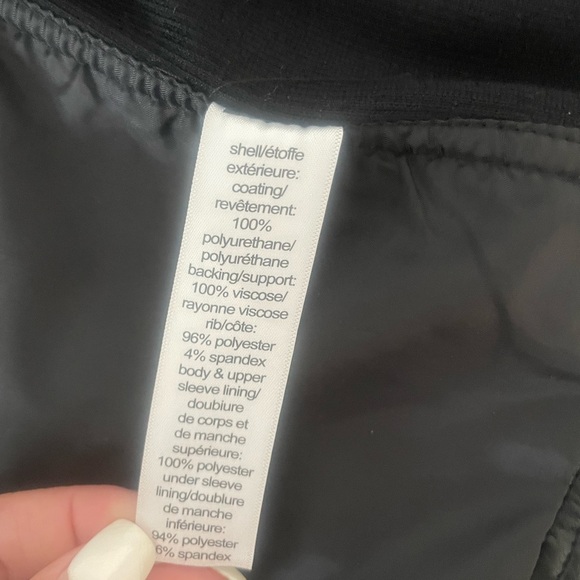 shell/étoffe
extérieure:
coating/
revêtement:
100%
polyurethane/
polyuréthane
backing/support:
100% viscose/
rayonne viscose
rib/côte:
96% polyester
4% spandex
body & upper
sleeve lining/
doubiure
de corps et
de manche
supérieure:
100% polyester
under sleeve
lining/doublure
de manche
inférieure:
94% polyester
6% spandex